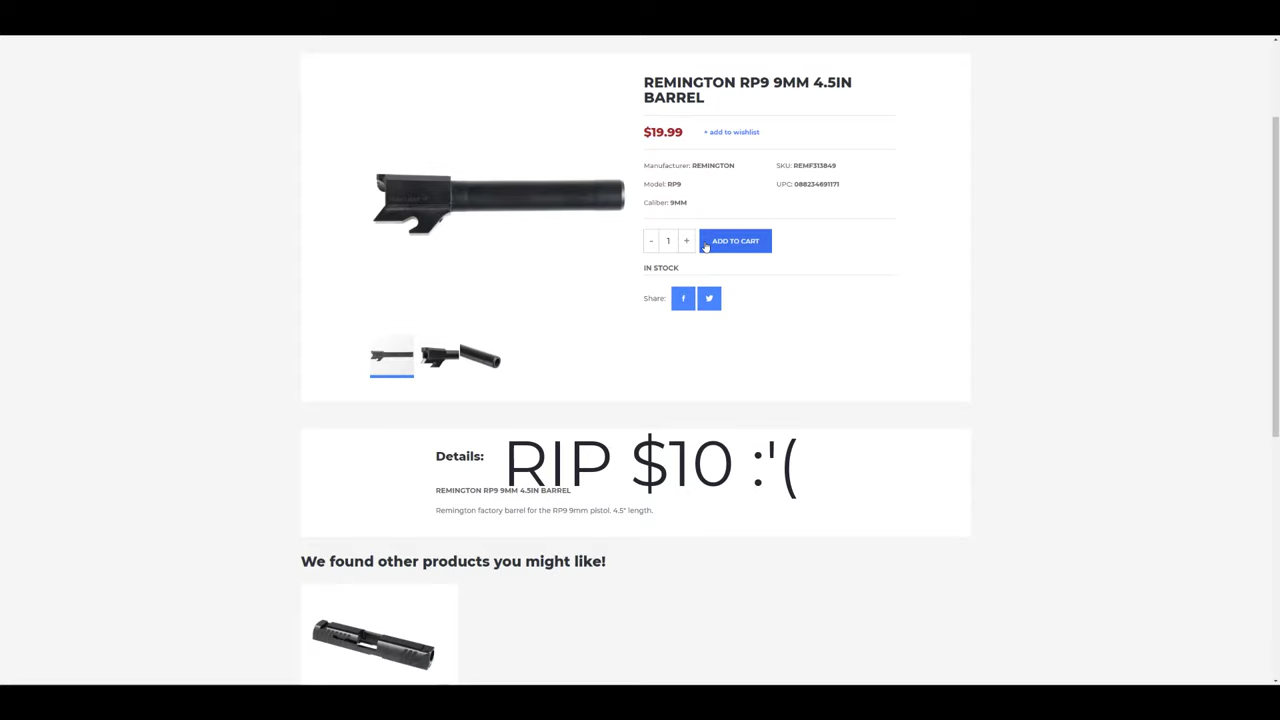 REMINGTON RP9 9MM 4.5IN
BARREL
$19.99
+ add to wishlist
Manufacturer: REMINGTON
SKU: REMF313849
Model: RP9
UPC: 088234691171
Caliber: 9MM
- 1 +
ADD TO CART
IN STOCK
Share:
Details:
RIP $10 :'(
REMINGTON RP9 9MM 4.5IN BARREL
Remington factory barrel for the RP9 9mm pistol. 4.5" length.
We found other products you might like!